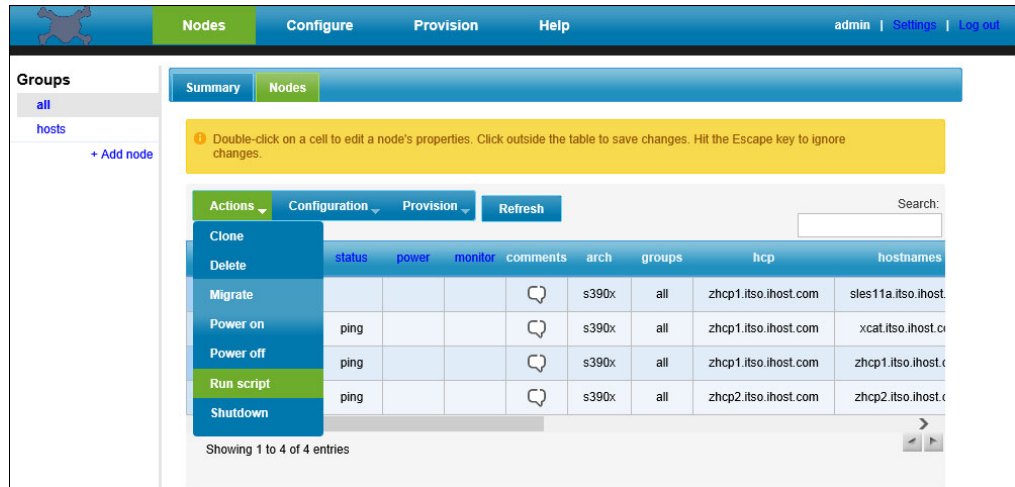 Nodes Configure Provision Help admin | Settings | Log out
Groups
all
hosts
+ Add node
Summary Nodes
Double-click on a cell to edit a node's properties. Click outside the table to save changes. Hit the Escape key to ignore
changes.
Actions Configuration Provision Refresh
Search:
Clone
Delete
Migrate
Power on
Power off
Run script
Shutdown
status power monitor comments arch groups hcp hostnames
s390x all zhcp1.itso.ihost.com sles11a.itso.ihost.
ping s390x all zhcp1.itso.ihost.com xcat.itso.ihost.co
ping s390x all zhcp1.itso.ihost.com zhcp1.itso.ihost.c
ping s390x all zhcp2.itso.ihost.com zhcp2.itso.ihost.c
Showing 1 to 4 of 4 entries